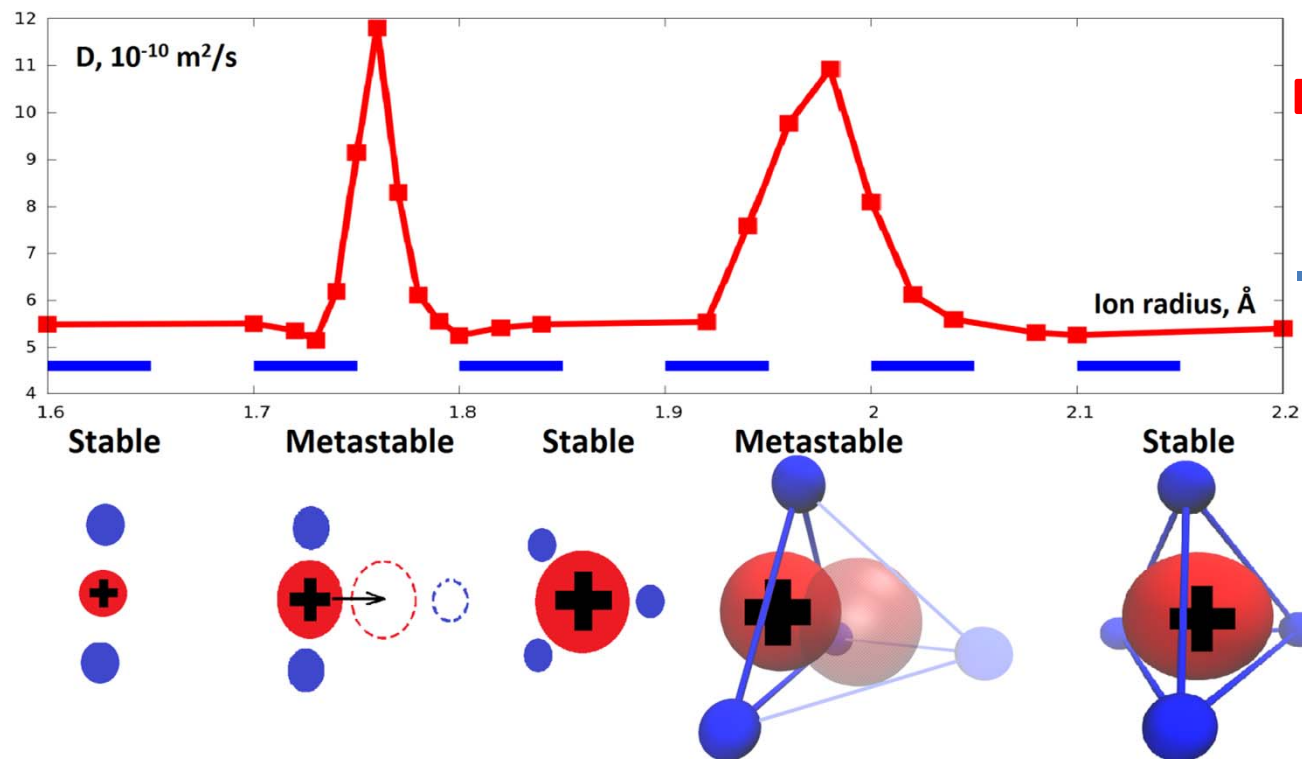 12
D, 10⁻¹⁰ m²/s
11
10
9
8
7
6
Ion radius, Å
5
4
1.6 1.7 1.8 1.9 2 2.1 2.2
Stable Metastable Stable Metastable Stable